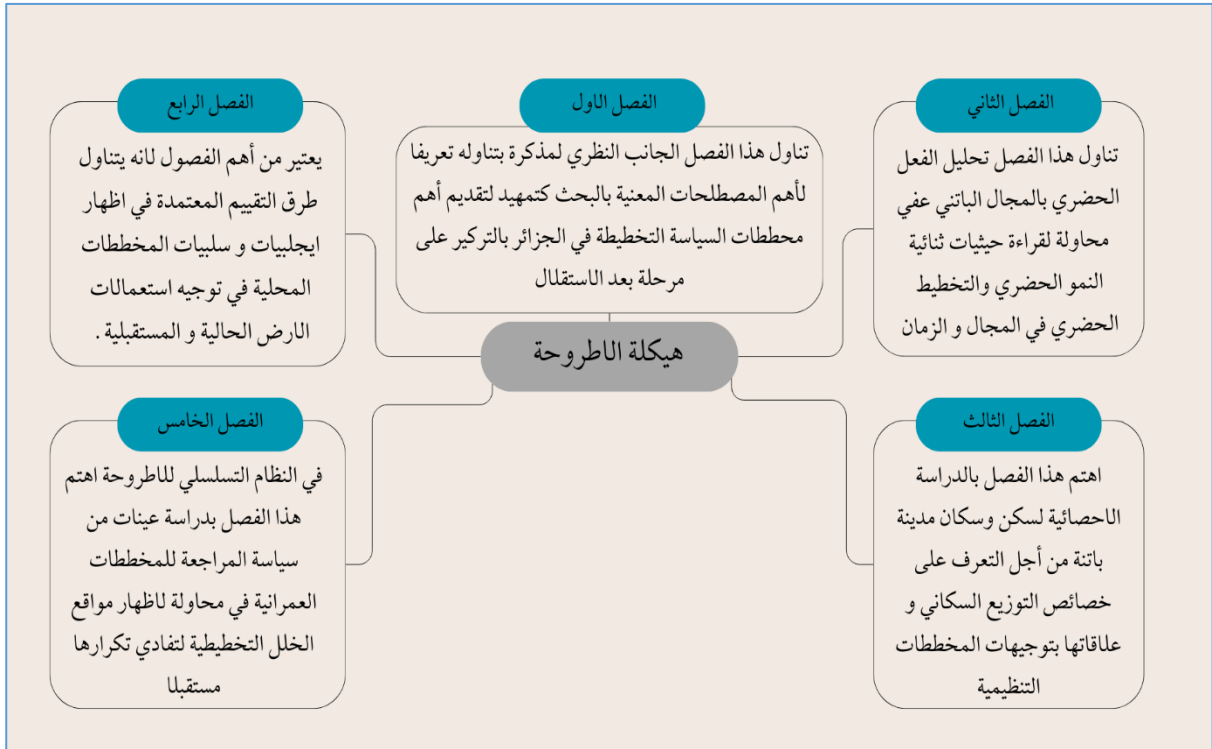 الفصل الاول
تناول هذا الفصل الجانب النظري لمذكرة بتناوله تعريفا
لأهم المصطلحات المعنية بالبحث كتمهيد لتقديم أهم
محططات السياسة التخطيطة في الجزائر بالتركير على
مرحلة بعد الاستقلال
الفصل الثاني
تناول هذا الفصل تحليل الفعل
الحضري بالمجال الباتني عفي
محاولة لقراءة حيثيات ثنائية
النمو الحضري والتخطيط
الحضري في المجال و الزمان
الفصل الثالث
اهتم هذا الفصل بالدراسة
الاحصائية لسكن وسكان مدينة
باتنة من أجل التعرف على
خصائص التوزيع السكاني و
علاقاتها بتوجيهات المخططات
التنظيمية
الفصل الرابع
يعتير من أهم الفصول لانه يتناول
طرق التقييم المعتمدة في اظهار
ايجلبيات و سلبيات المخططات
المحلية في توجيه استعمالات
الارض الحالية و المستقبلية .
الفصل الخامس
في النظام التسلسلي للاطروحة اهتم
هذا الفصل بدراسة عينات من
سياسة المراجعة للمخططات
العمرانية في محاولة لاظهار مواقع
الخلل التخطيطية لتفادي تكرارها
مستقبلا
هيكلة الاطروحة